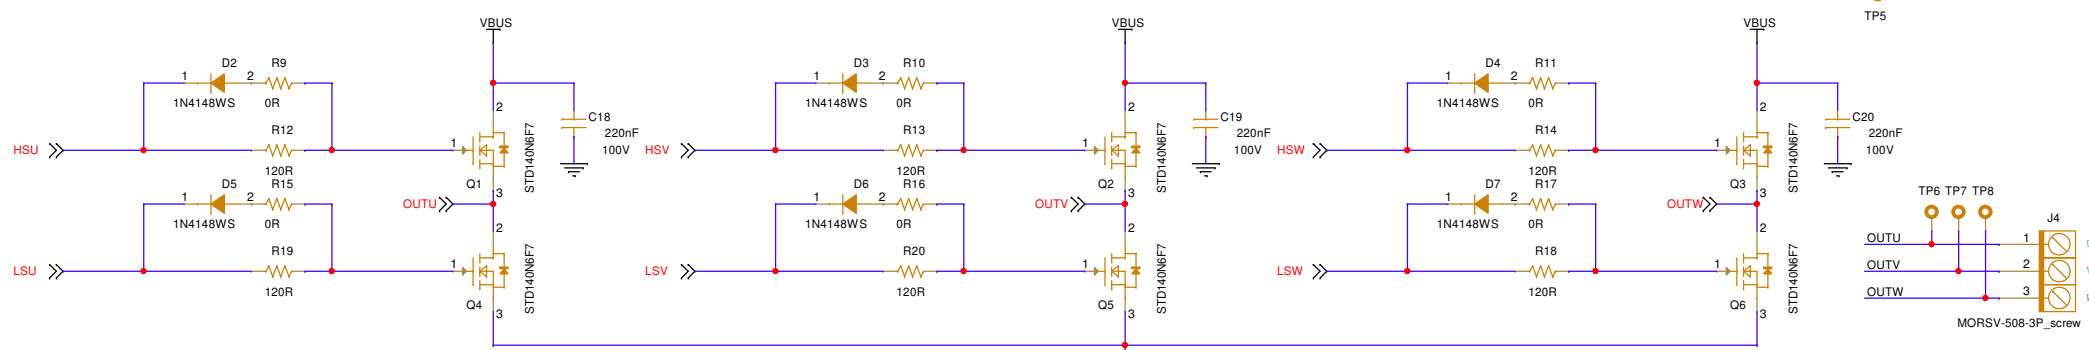 TP5
VBUS
VBUS
VBUS
D2 R9
1 2
1N4148WS 0R
D3 R10
1 2
1N4148WS 0R
D4 R11
1 2
1N4148WS 0R
2
2
2
R12
HSU
120R
1
Q1
3
STD140N6F7
C18
220nF
100V
R13
HSV
120R
1
Q2
3
STD140N6F7
C19
220nF
100V
R14
HSW
120R
1
Q3
3
STD140N6F7
C20
220nF
100V
D5 R15
1 2
1N4148WS 0R
OUTU
D6 R16
1 2
1N4148WS 0R
OUTV
D7 R17
1 2
1N4148WS 0R
OUTW
2
2
2
R19
LSU
120R
1
Q4
3
STD140N6F7
R20
LSV
120R
1
Q5
3
STD140N6F7
R18
LSW
120R
1
Q6
3
STD140N6F7
TP6 TP7 TP8
J4
OUTU 1
OUTV 2
OUTW 3
MORSV-508-3P_screw